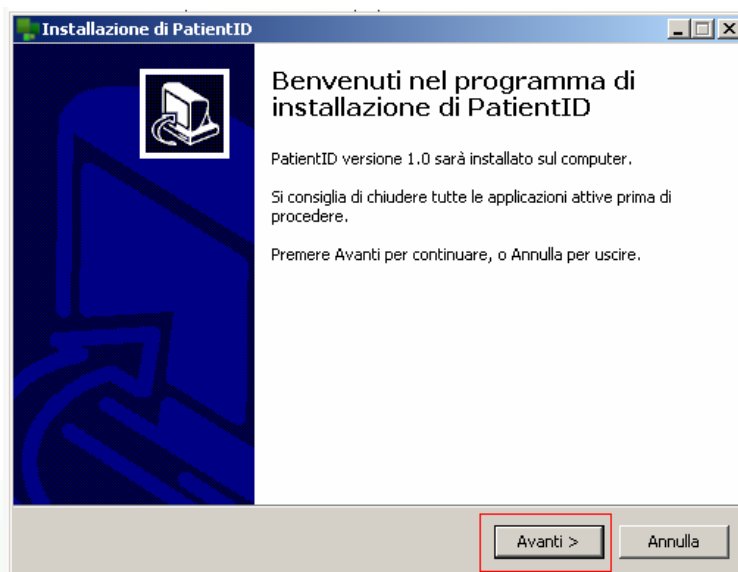 Installazione di PatientID
Benvenuti nel programma di
installazione di PatientID
PatientID versione 1.0 sarà installato sul computer.
Si consiglia di chiudere tutte le applicazioni attive prima di
procedere.
Premere Avanti per continuare, o Annulla per uscire.
Avanti >
Annulla